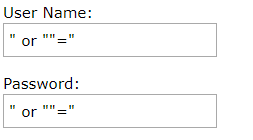 User Name:
" or ""="
Password:
" or ""="